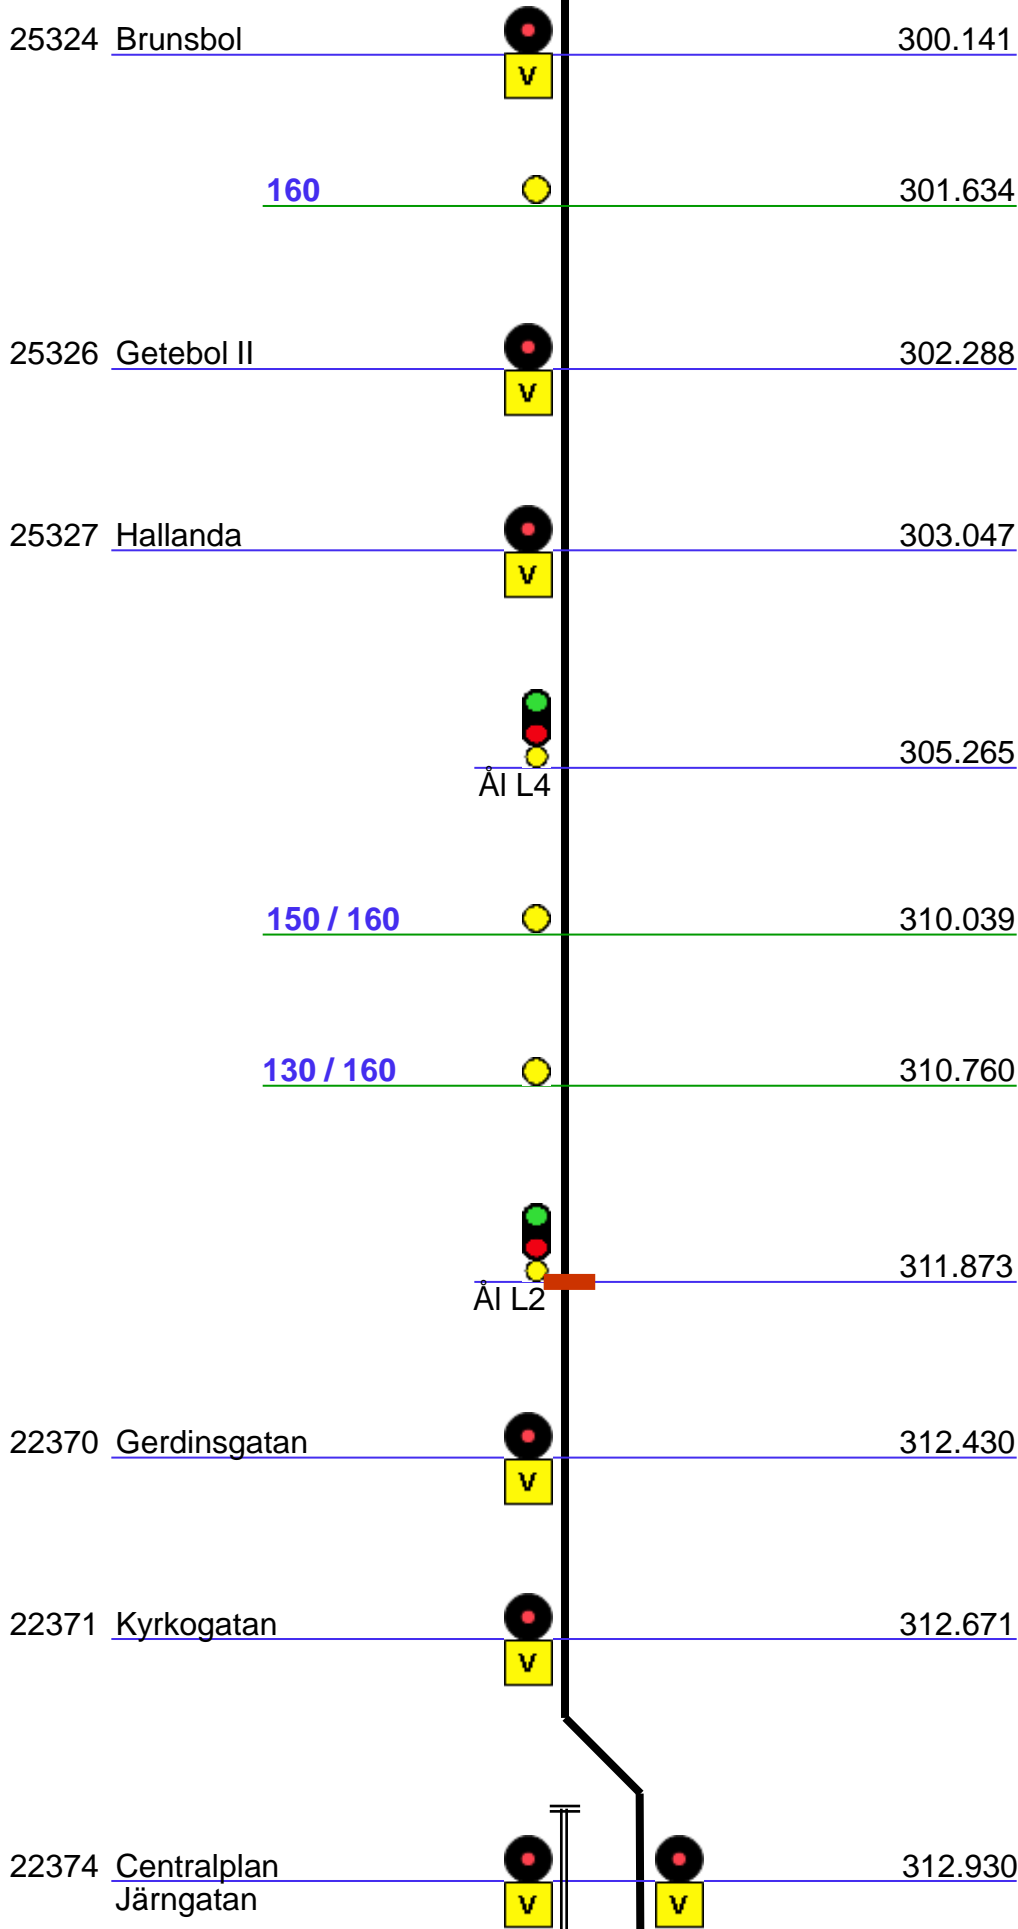 25324 Brunsbol 300.141
V
160 301.634
25326 Getebol II 302.288
V
25327 Hallanda 303.047
V
305.265
Ål L4
150 / 160 310.039
130 / 160 310.760
311.873
Ål L2
22370 Gerdinsgatan 312.430
V
22371 Kyrkogatan 312.671
V
22374 Centralplan 312.930
Järngatan V V